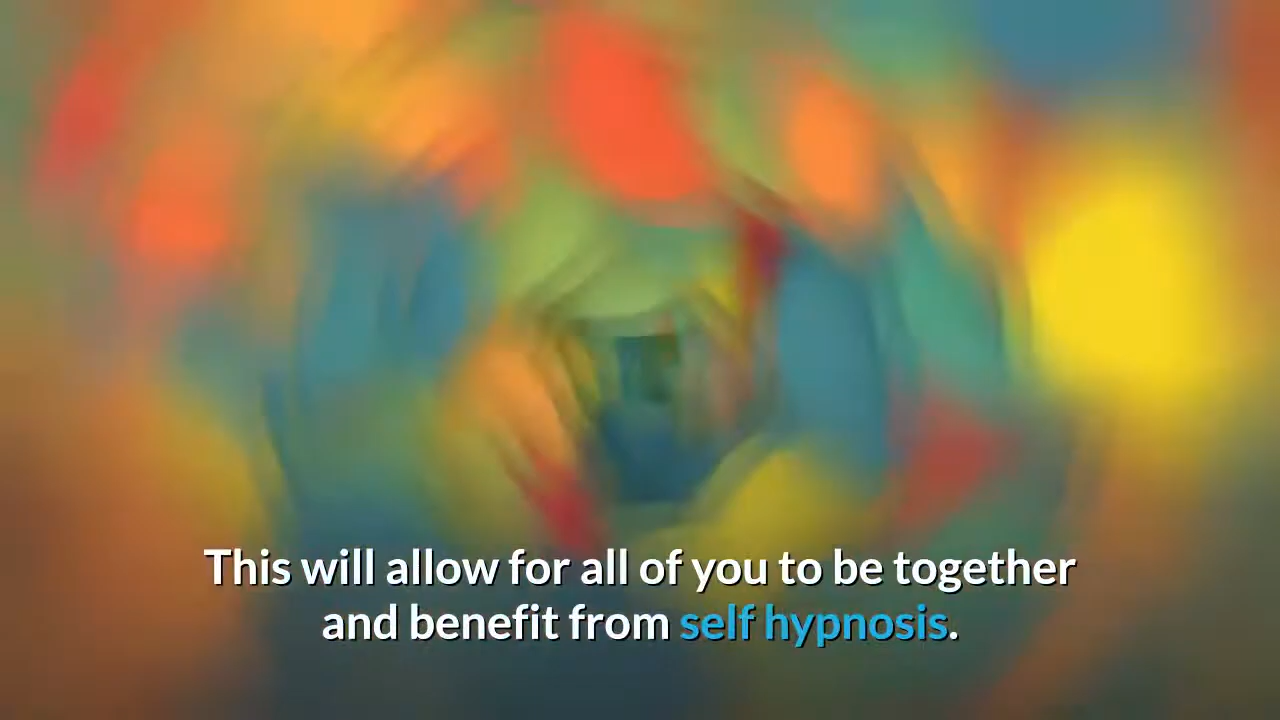 This will allow for all of you to be together
and benefit from self hypnosis.